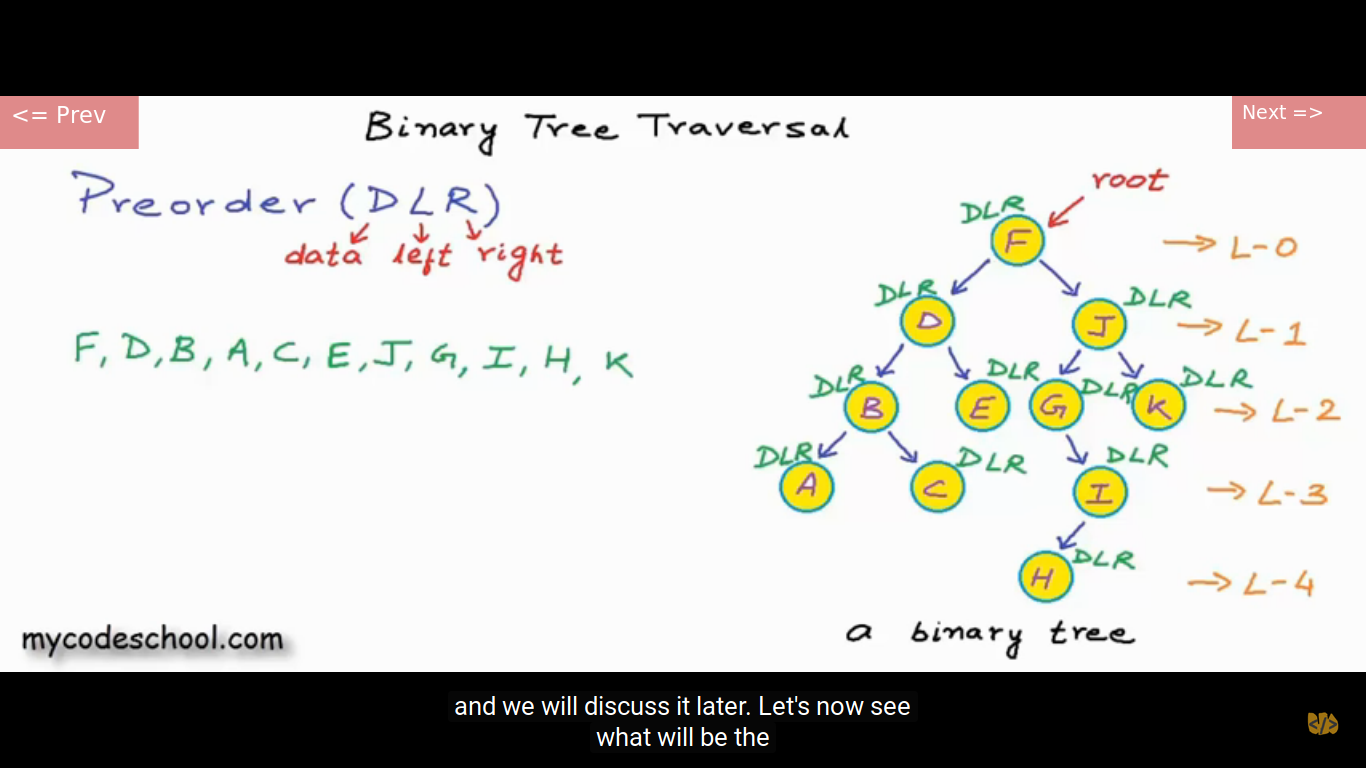 <= Prev
Next =>
Binary Tree Traversal
Preorder (DLR)
data left right
F, D, B, A, C, E, J, G, I, H, K
root
DLR
F
L-0
DLR
DLR
D
J
L-1
DLR
DLR
DLR
DLR
B
E
G
K
L-2
DLR
DLR
DLR
A
C
I
L-3
DLR
H
L-4
a binary tree
mycodeschool.com
and we will discuss it later. Let's now see
what will be the